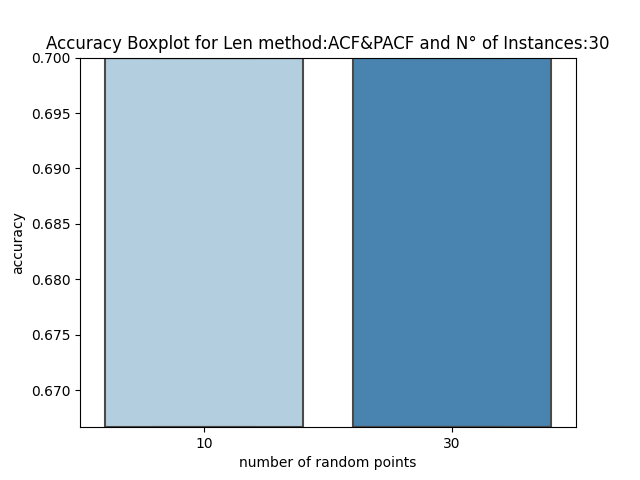 Accuracy Boxplot for Len method:ACF&PACF and N° of Instances:30
0.700
0.695
0.690
0.685
0.680
0.675
0.670
accuracy
10 30
number of random points